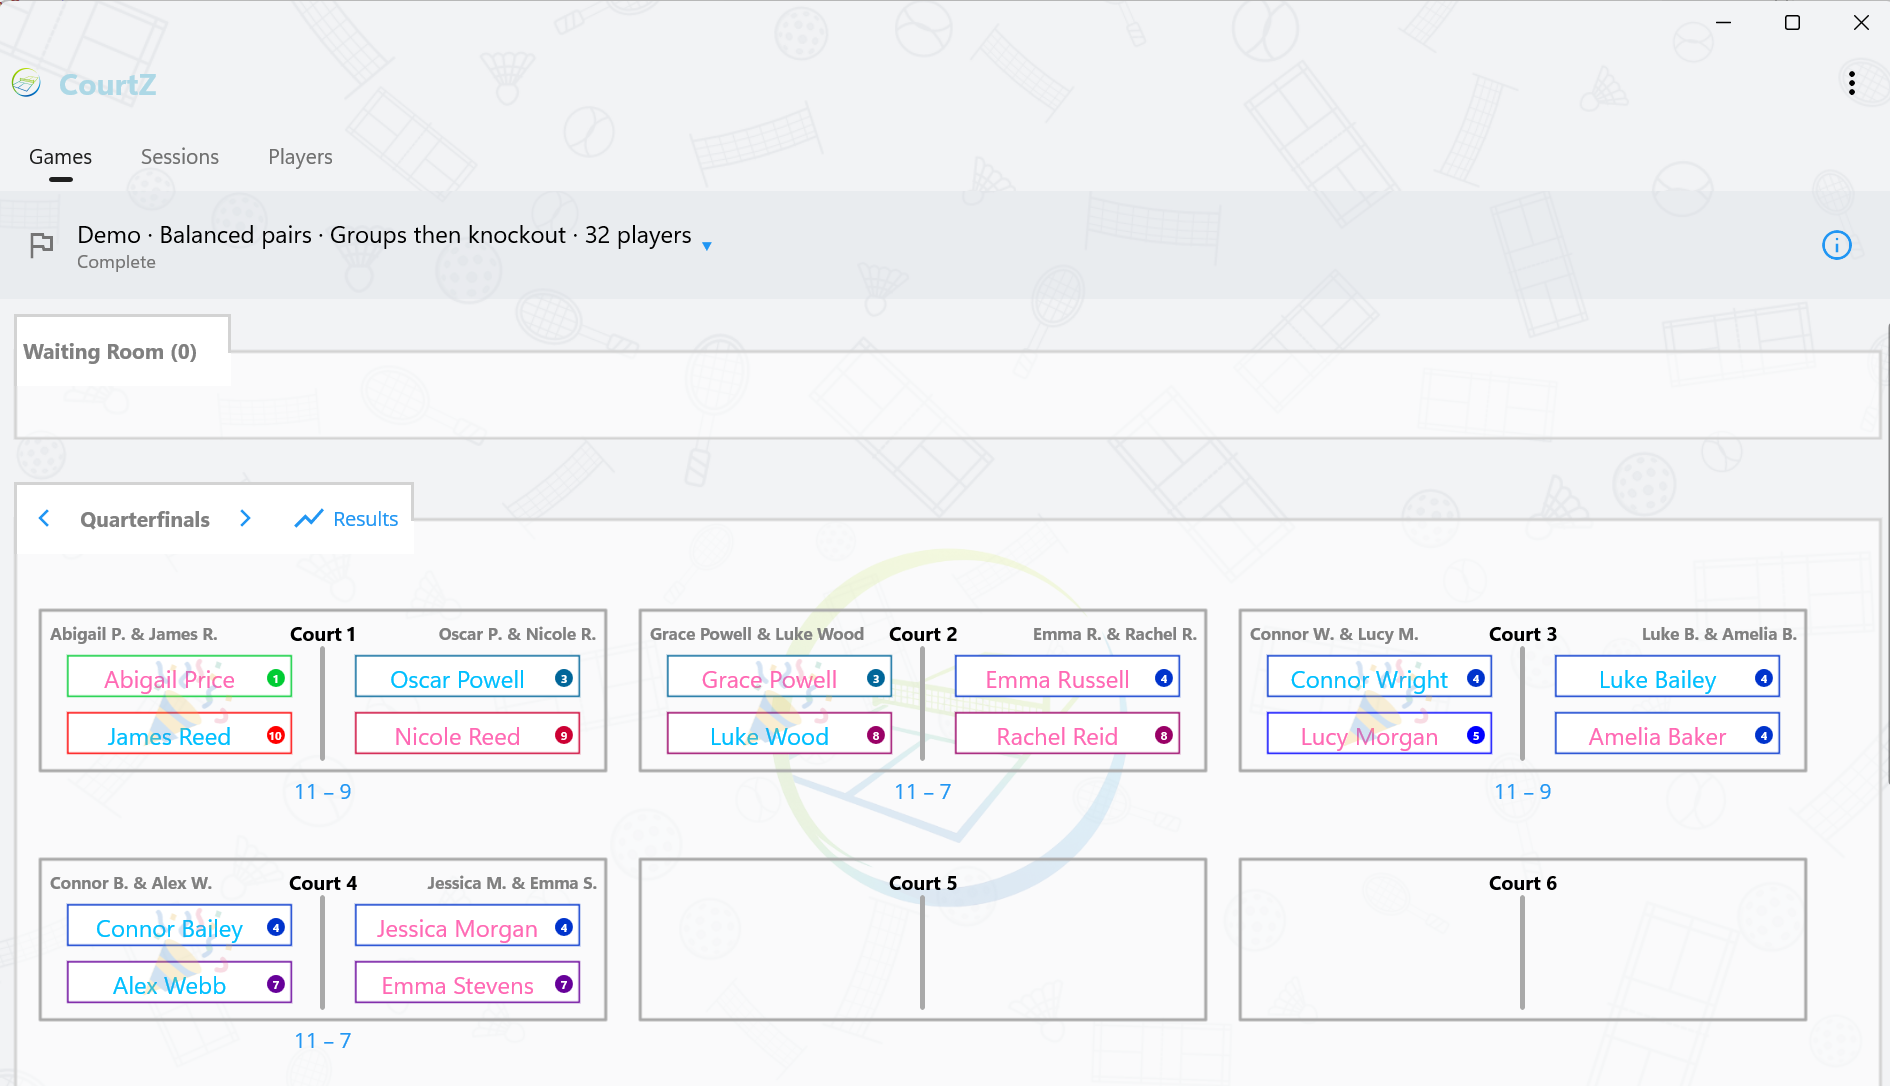 CourtZ
Games Sessions Players
Demo · Balanced pairs · Groups then knockout · 32 players
Complete
Waiting Room (0)
Quarterfinals Results
Abigail P. & James R. Court 1 Oscar P. & Nicole R.
Abigail Price 1 Oscar Powell 3
James Reed 10 Nicole Reed 9
11 – 9
Grace Powell & Luke Wood Court 2 Emma R. & Rachel R.
Grace Powell 3 Emma Russell 4
Luke Wood 8 Rachel Reid 8
11 – 7
Connor W. & Lucy M. Court 3 Luke B. & Amelia B.
Connor Wright 4 Luke Bailey 4
Lucy Morgan 5 Amelia Baker 4
11 – 9
Connor B. & Alex W. Court 4 Jessica M. & Emma S.
Connor Bailey 4 Jessica Morgan 4
Alex Webb 7 Emma Stevens 7
11 – 7
Court 5
Court 6